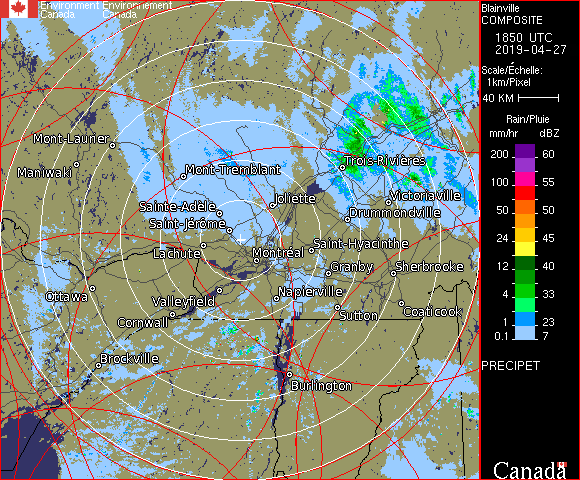 Environment Environnement
Canada Canada
Blainville
COMPOSITE
1850 UTC
2019-04-27
Scale/Échelle:
1km/Pixel
40 KM
Rain/Pluie
mm/hr dBZ
200 60
100 55
50 50
24 45
12 40
4 33
1 23
0.1 7
PRECIPET
Canada
Mont-Laurier
Maniwaki
Mont-Tremblant
Trois-Rivières
Sainte-Adèle
Joliette
Victoriaville
Saint-Jérôme
Drummondville
Lachute
Montréal
Saint-Hyacinthe
Granby
Sherbrooke
Ottawa
Valleyfield
Napierville
Cornwall
Sutton
Coaticook
Brockville
Burlington